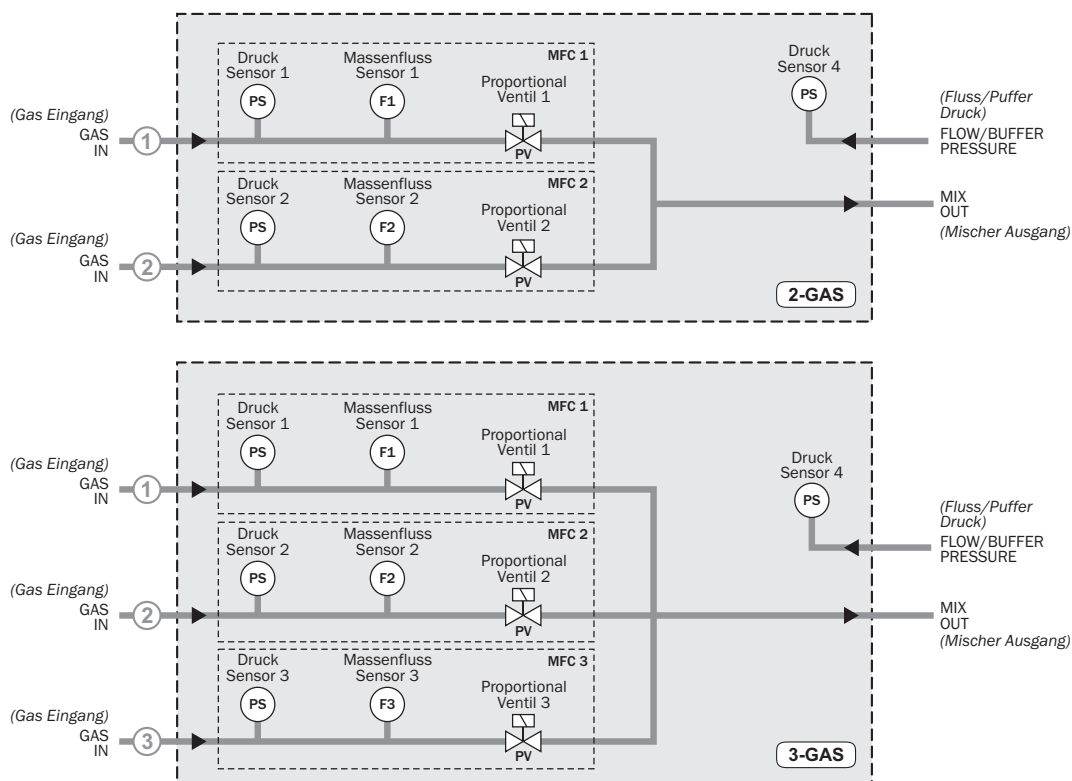 MFC 1
Druck
Sensor 1
PS
Massenfluss
Sensor 1
F1
Proportional
Ventil 1
PV
(Gas Eingang)
GAS
IN
1
MFC 2
Druck
Sensor 2
PS
Massenfluss
Sensor 2
F2
Proportional
Ventil 2
PV
(Gas Eingang)
GAS
IN
2
Druck
Sensor 4
PS
(Fluss/Puffer
Druck)
FLOW/BUFFER
PRESSURE
MIX
OUT
(Mischer Ausgang)
2-GAS
MFC 1
Druck
Sensor 1
PS
Massenfluss
Sensor 1
F1
Proportional
Ventil 1
PV
(Gas Eingang)
GAS
IN
1
MFC 2
Druck
Sensor 2
PS
Massenfluss
Sensor 2
F2
Proportional
Ventil 2
PV
(Gas Eingang)
GAS
IN
2
MFC 3
Druck
Sensor 3
PS
Massenfluss
Sensor 3
F3
Proportional
Ventil 3
PV
(Gas Eingang)
GAS
IN
3
Druck
Sensor 4
PS
(Fluss/Puffer
Druck)
FLOW/BUFFER
PRESSURE
MIX
OUT
(Mischer Ausgang)
3-GAS